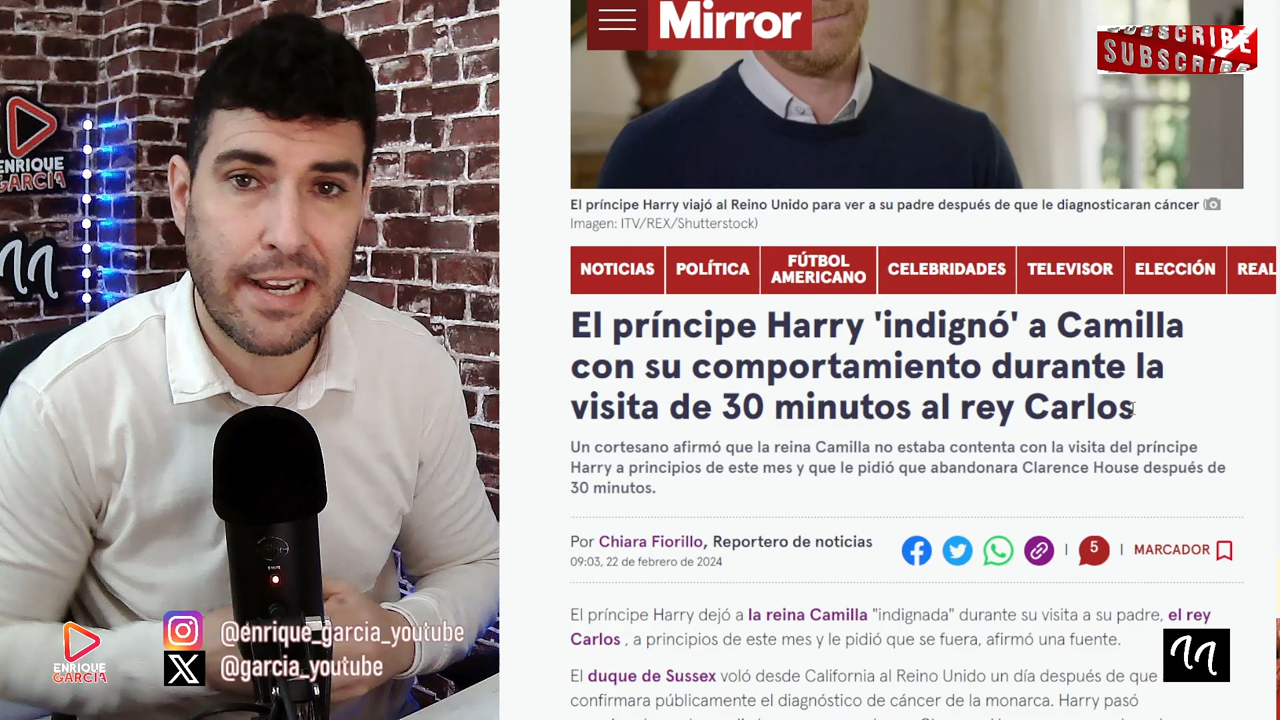 ENRIQUE
GARCÍA
ENRIQUE
GARCÍA
@enrique_garcia_youtube
@garcia_youtube
Mirror
SUBSCRIBE
SUBSCRIBE
El príncipe Harry viajó al Reino Unido para ver a su padre después de que le diagnosticaran cáncer
Imagen: ITV/REX/Shutterstock)
NOTICIAS
POLÍTICA
FÚTBOL
AMERICANO
CELEBRIDADES
TELEVISOR
ELECCIÓN
REAL
El príncipe Harry 'indignó' a Camilla
con su comportamiento durante la
visita de 30 minutos al rey Carlos
Un cortesano afirmó que la reina Camilla no estaba contenta con la visita del príncipe
Harry a principios de este mes y que le pidió que abandonara Clarence House después de
30 minutos.
Por Chiara Fiorillo, Reportero de noticias
09:03, 22 de febrero de 2024
5
MARCADOR
El príncipe Harry dejó a la reina Camilla "indignada" durante su visita a su padre, el rey
Carlos , a principios de este mes y le pidió que se fuera, afirmó una fuente.
El duque de Sussex voló desde California al Reino Unido un día después de que
confirmara públicamente el diagnóstico de cáncer de la monarca. Harry pasó